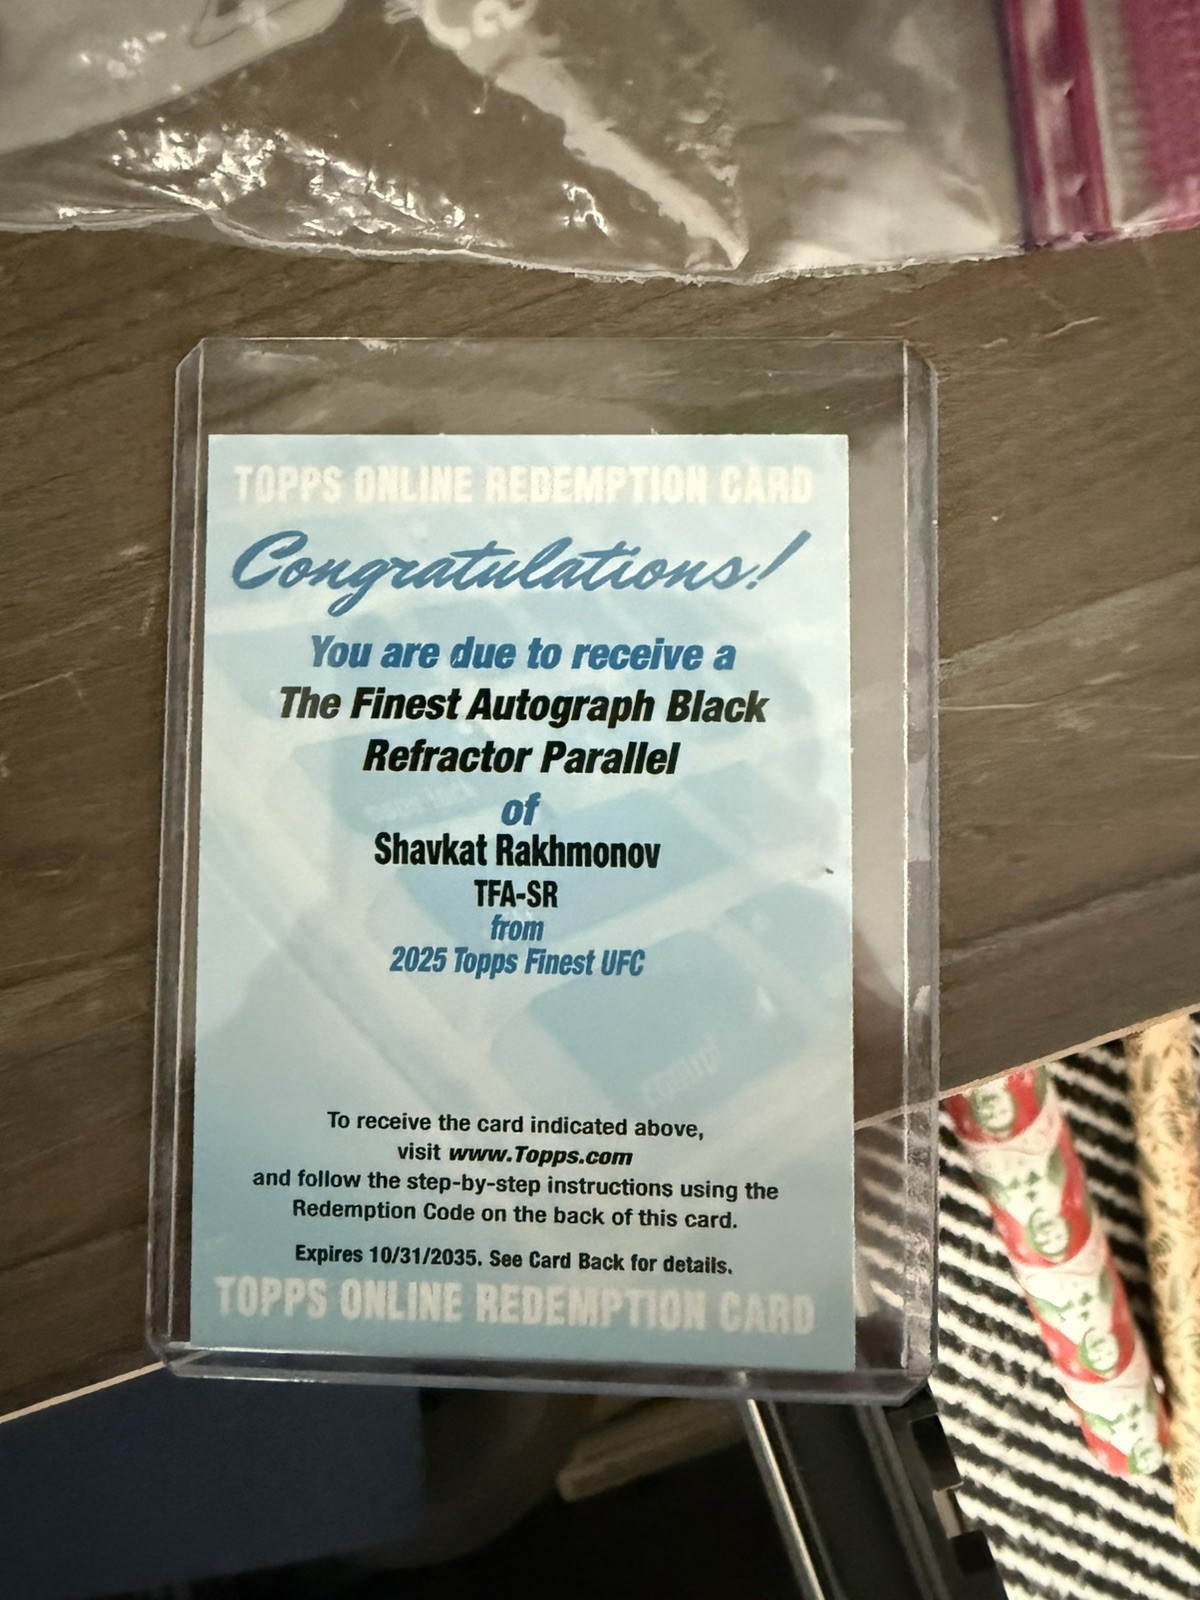 TOPPS ONLINE REDEMPTION CARD
Congratulations!
You are due to receive a
The Finest Autograph Black
Refractor Parallel
of
Shavkat Rakhmonov
TFA-SR
from
2025 Topps Finest UFC
To receive the card indicated above,
visit www.Topps.com
and follow the step-by-step instructions using the
Redemption Code on the back of this card.
Expires 10/31/2035. See Card Back for details.
TOPPS ONLINE REDEMPTION CARD